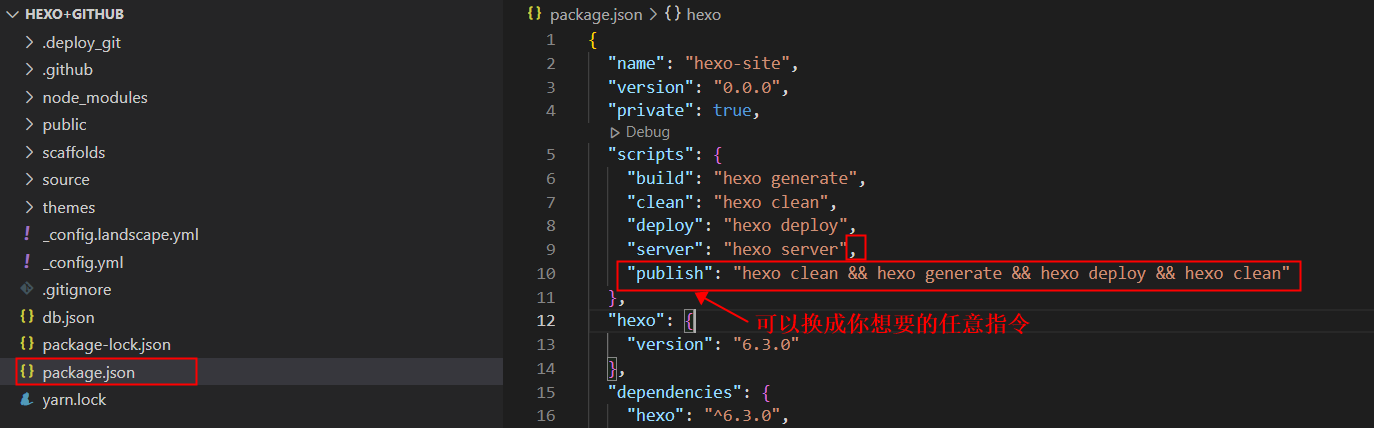 HEXO+GITHUB
.deploy_git
.github
node_modules
public
scaffolds
source
themes
! _config.landscape.yml
! _config.yml
.gitignore
{} db.json
{} package-lock.json
{} package.json
yarn.lock
{} package.json > {} hexo
1 {
2 "name": "hexo-site",
3 "version": "0.0.0",
4 "private": true,
Debug
5 "scripts": {
6 "build": "hexo generate",
7 "clean": "hexo clean",
8 "deploy": "hexo deploy",
9 "server": "hexo server",
10 "publish": "hexo clean && hexo generate && hexo deploy && hexo clean"
11 },
12 "hexo": {
可以换成你想要的任意指令
13 "version": "6.3.0"
14 },
15 "dependencies": {
16 "hexo": "^6.3.0",